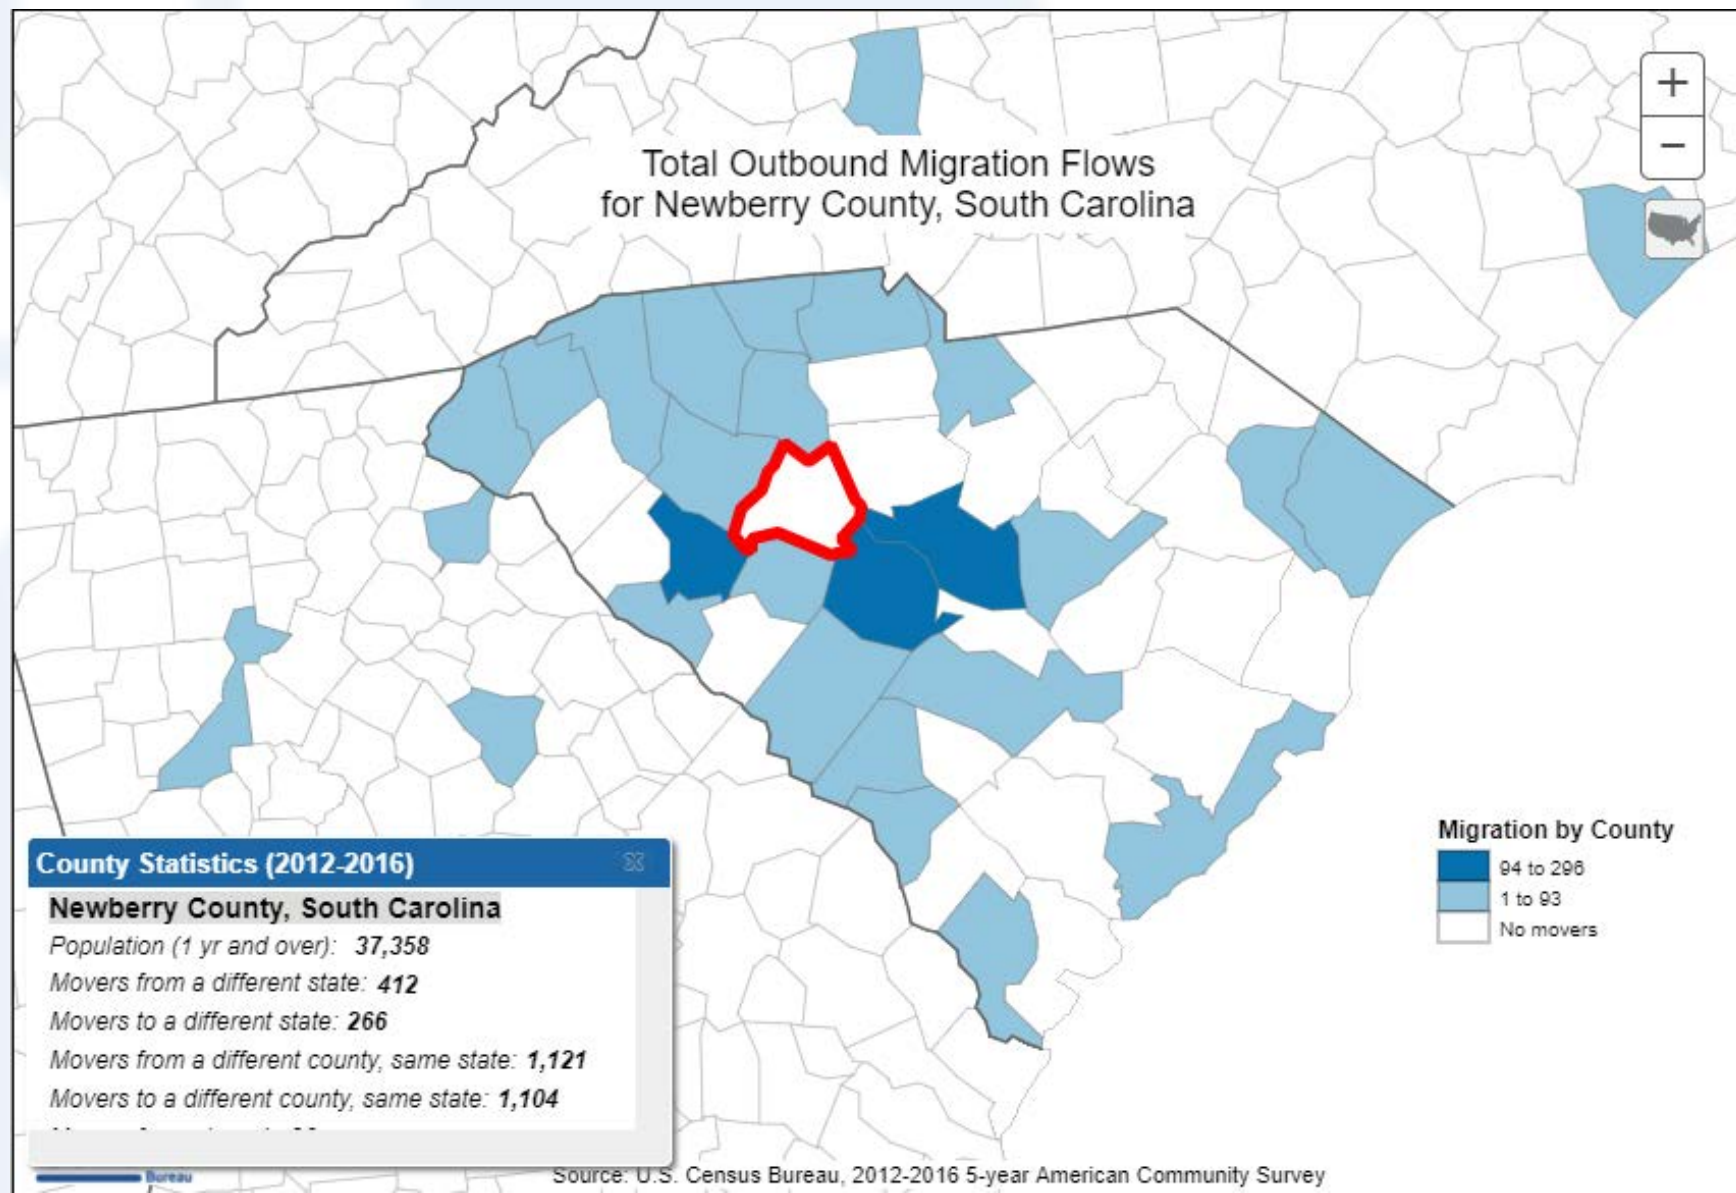 +
−
Total Outbound Migration Flows
for Newberry County, South Carolina
Migration by County
94 to 296
1 to 93
No movers
County Statistics (2012-2016)
Newberry County, South Carolina
Population (1 yr and over): 37,358
Movers from a different state: 412
Movers to a different state: 266
Movers from a different county, same state: 1,121
Movers to a different county, same state: 1,104
Bureau
Source: U.S. Census Bureau, 2012-2016 5-year American Community Survey